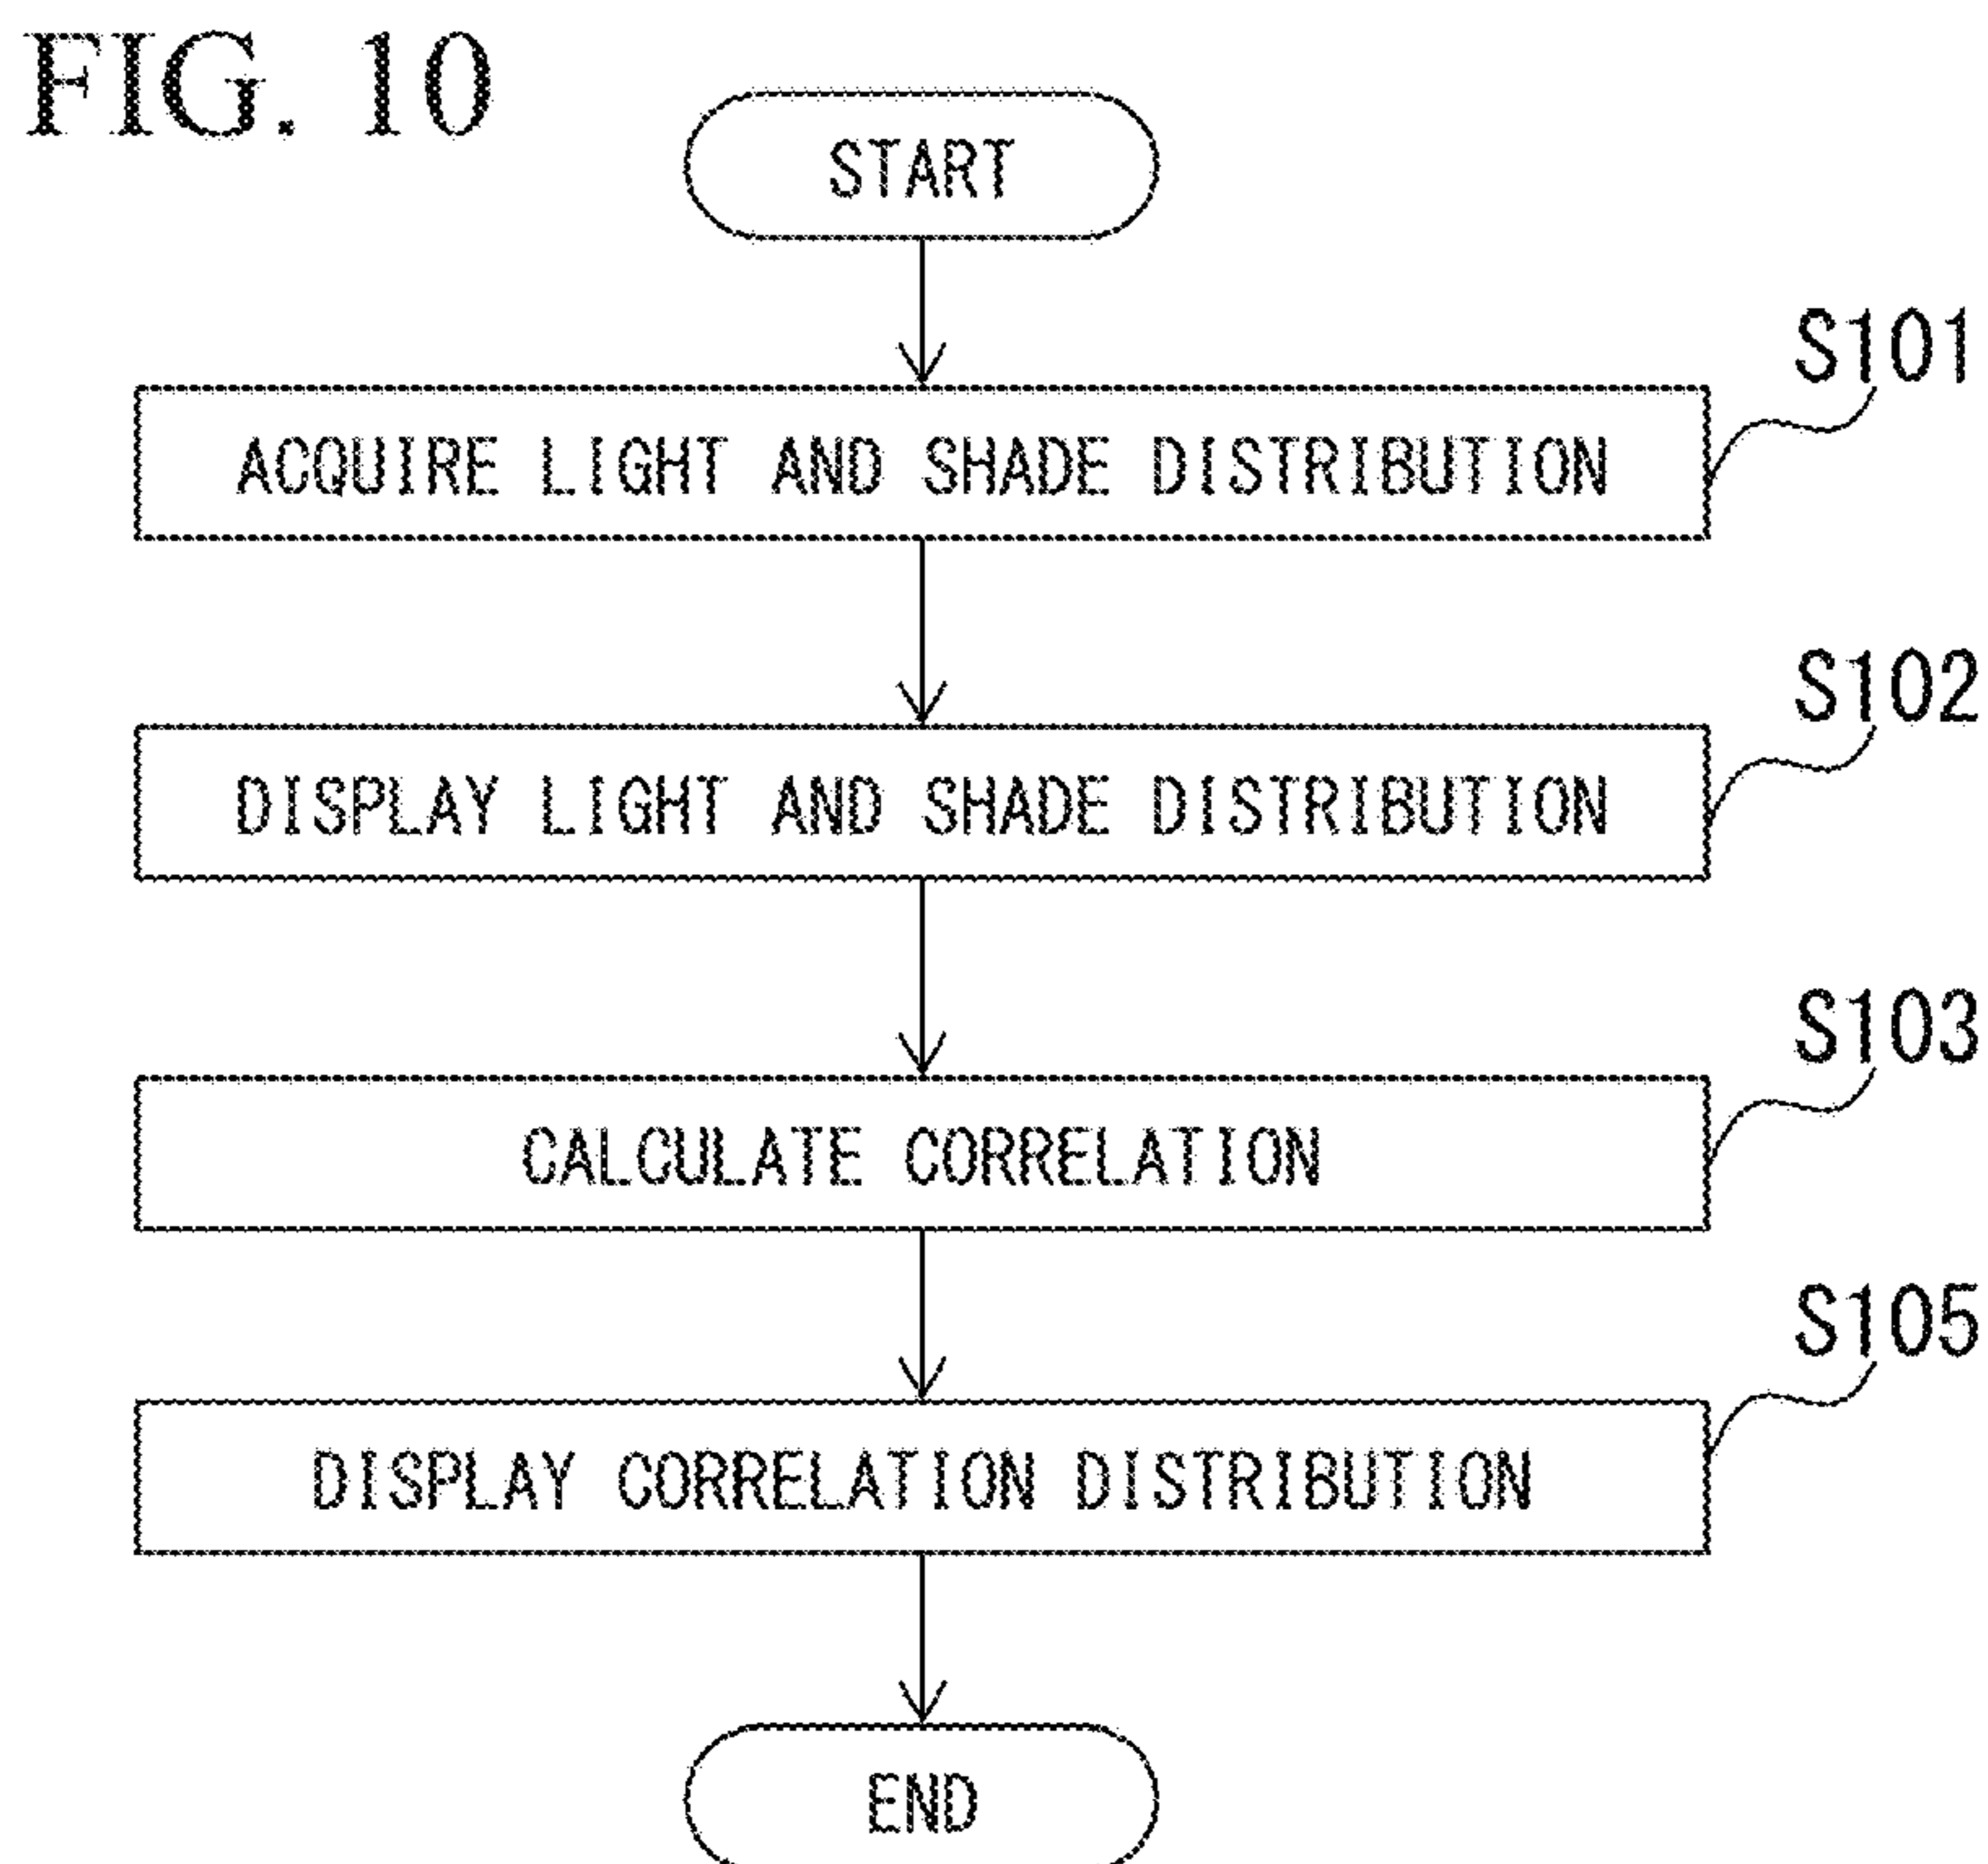 FIG. 10
START
S101
ACQUIRE LIGHT AND SHADE DISTRIBUTION
S102
DISPLAY LIGHT AND SHADE DISTRIBUTION
S103
CALCULATE CORRELATION
S105
DISPLAY CORRELATION DISTRIBUTION
END